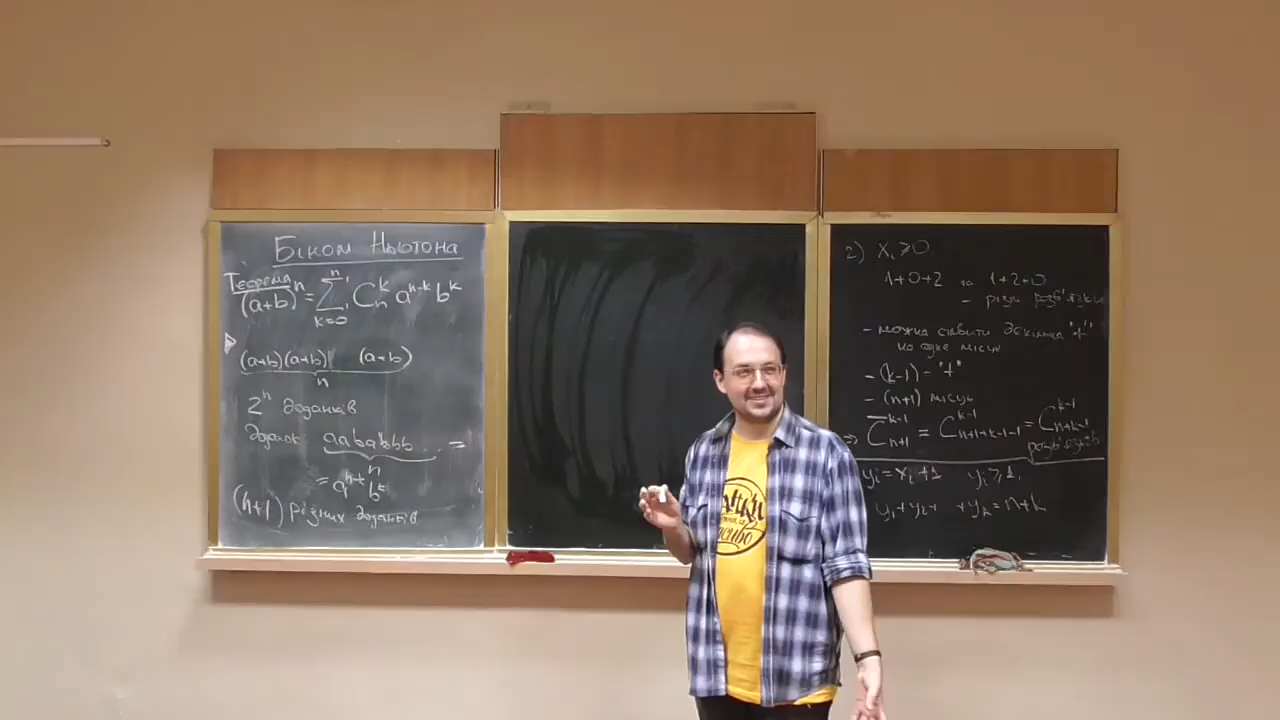 Біном Ньютона
Теорема
(a+b)ⁿ = ∑ₖ₌₀ⁿ Cₙᵏ aⁿ⁻ᵏ bᵏ
(a+b)(a+b) (a+b)
n
2ⁿ доданків
Доданок: aababbb... =
n
= aⁿ⁻ᵏ bᵏ
(n+1) різних доданків
2) xᵢ ⩾ 0
1+0+2 та 1+2+0
– різні розв'язки
– можна ставити декілька "+"
на одне місце
– (k-1) – "+"
– (n+1) місць
⇒ C̅ₙ₊₁ᵏ⁻¹ = Cₙ₊₁₊ₖ₋₁₋₁ᵏ⁻¹ = Cₙ₊ₖ₋₁ᵏ⁻¹
розв'язків
yᵢ = xᵢ+1 yᵢ ⩾ 1
y₁+y₂+ +yₖ = n+k